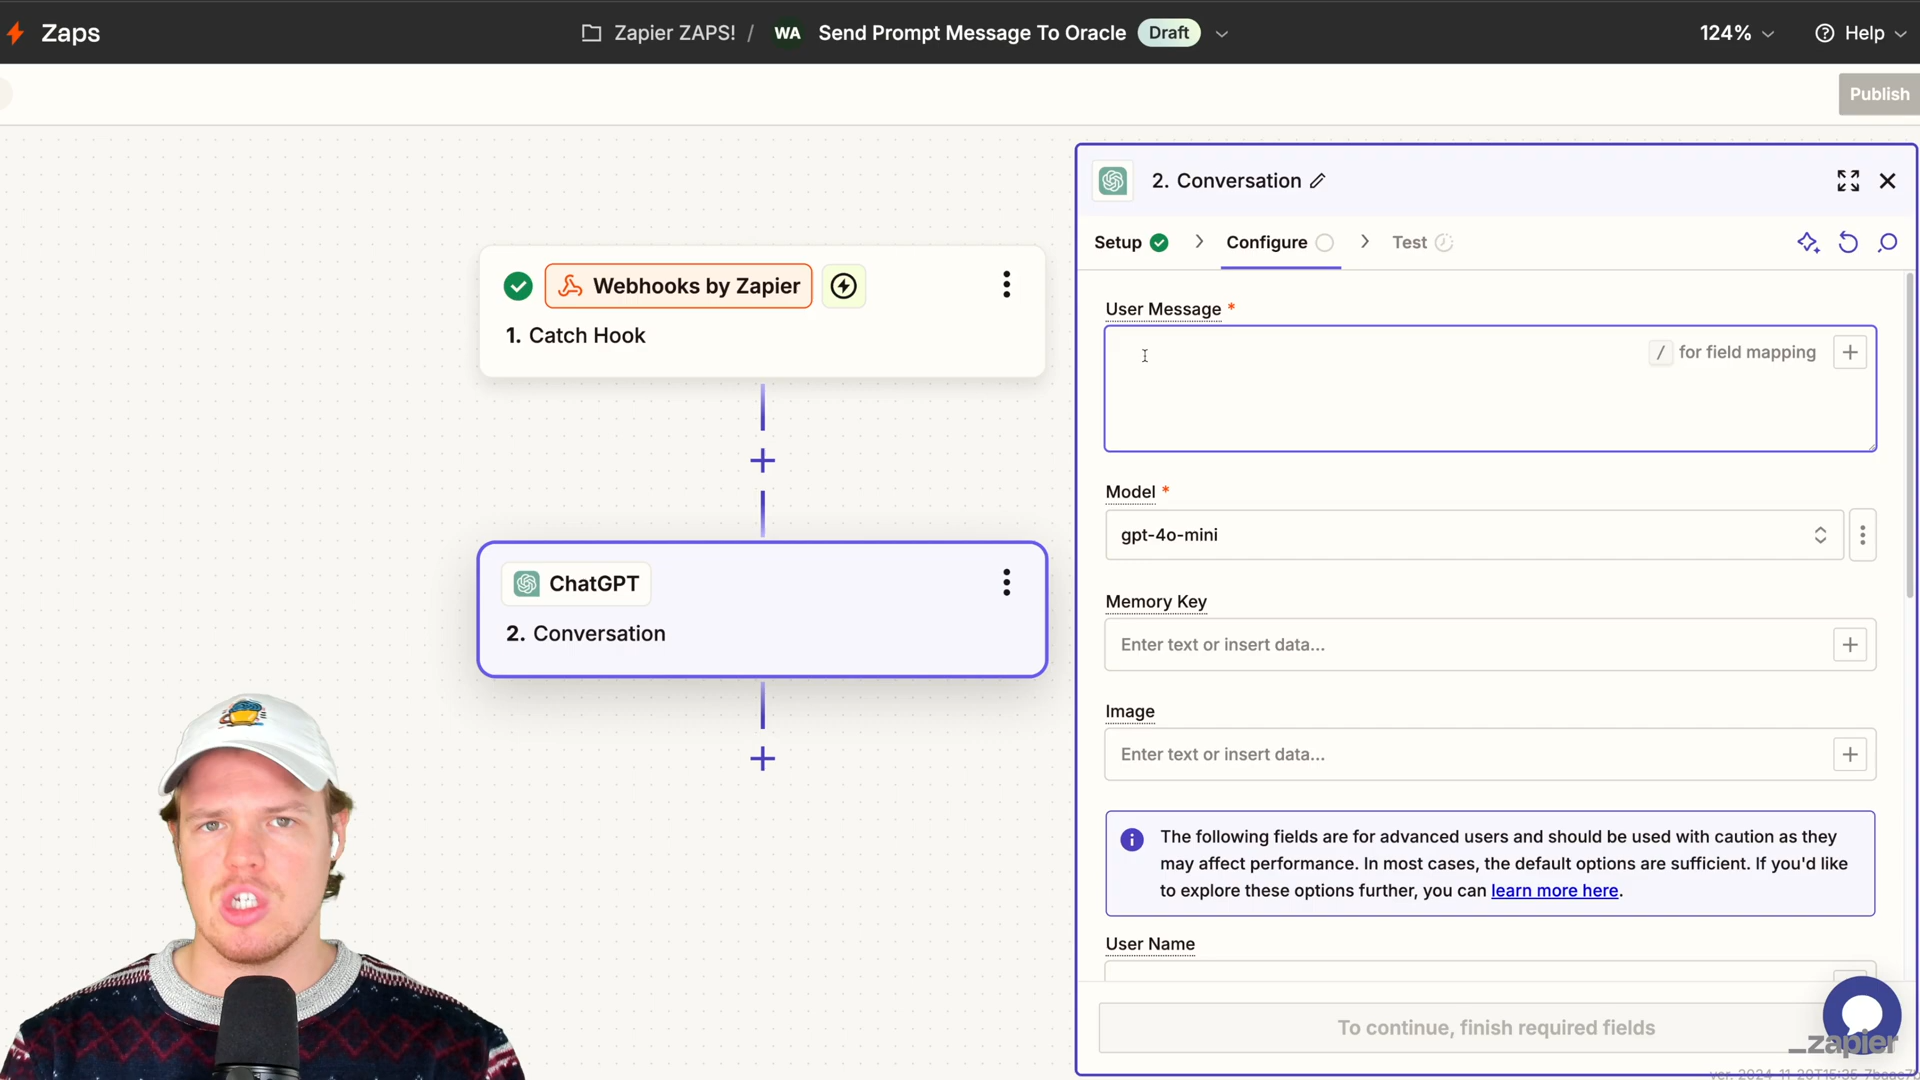 Zaps
Zapier ZAPS! / WA Send Prompt Message To Oracle Draft
124% Help
Publish
2. Conversation
Setup Configure Test
User Message *
/ for field mapping
Model *
gpt-4o-mini
Memory Key
Enter text or insert data...
Image
Enter text or insert data...
The following fields are for advanced users and should be used with caution as they
may affect performance. In most cases, the default options are sufficient. If you'd like
to explore these options further, you can learn more here.
User Name
To continue, finish required fields
_zapier
Webhooks by Zapier
1. Catch Hook
ChatGPT
2. Conversation